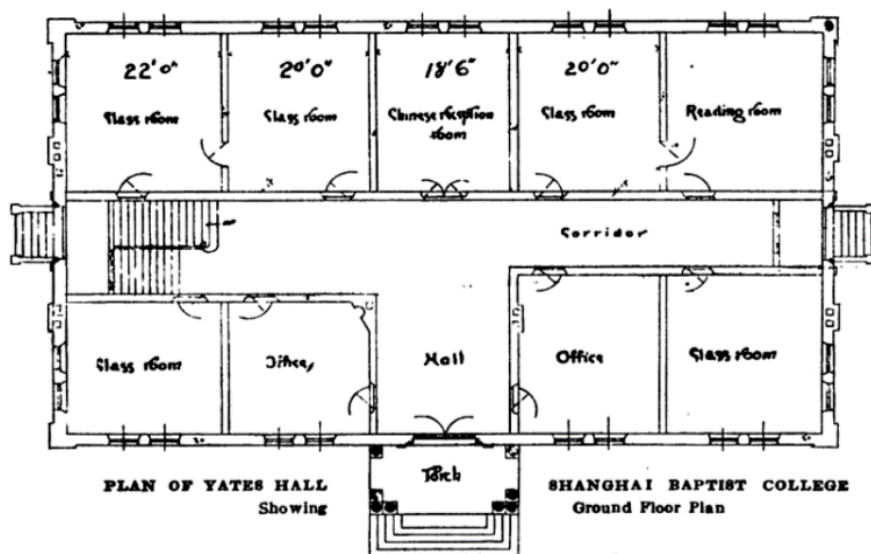 22'0" 20'0" 18'6" 20'0"
Class room Class room Chinese reception room Class room Reading room
Corridor
Class room Office Hall Office Class room
Porch
PLAN OF YATES HALL SHANGHAI BAPTIST COLLEGE
Showing Ground Floor Plan